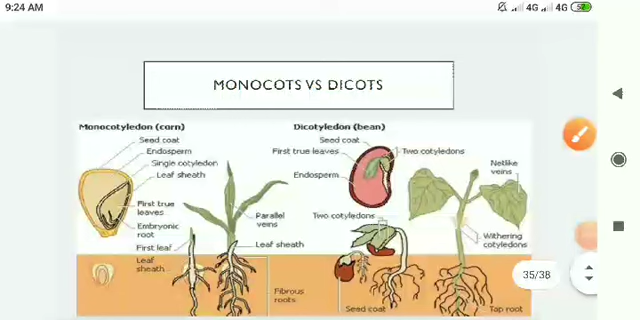 9:24 AM
4G 4G 52
MONOCOTS VS DICOTS
Monocotyledon (corn)
Seed coat
Endosperm
Single cotyledon
Leaf sheath
First true
leaves
Embryonic
root
First leaf
Leaf
sheath
Parallel
veins
Leaf sheath
Fibrous
roots
Dicotyledon (bean)
Seed coat
First true leaves
Two cotyledons
Endosperm
Two cotyledons
Netlike
veins
Withering
cotyledons
Seed coat
Tap root
35/38